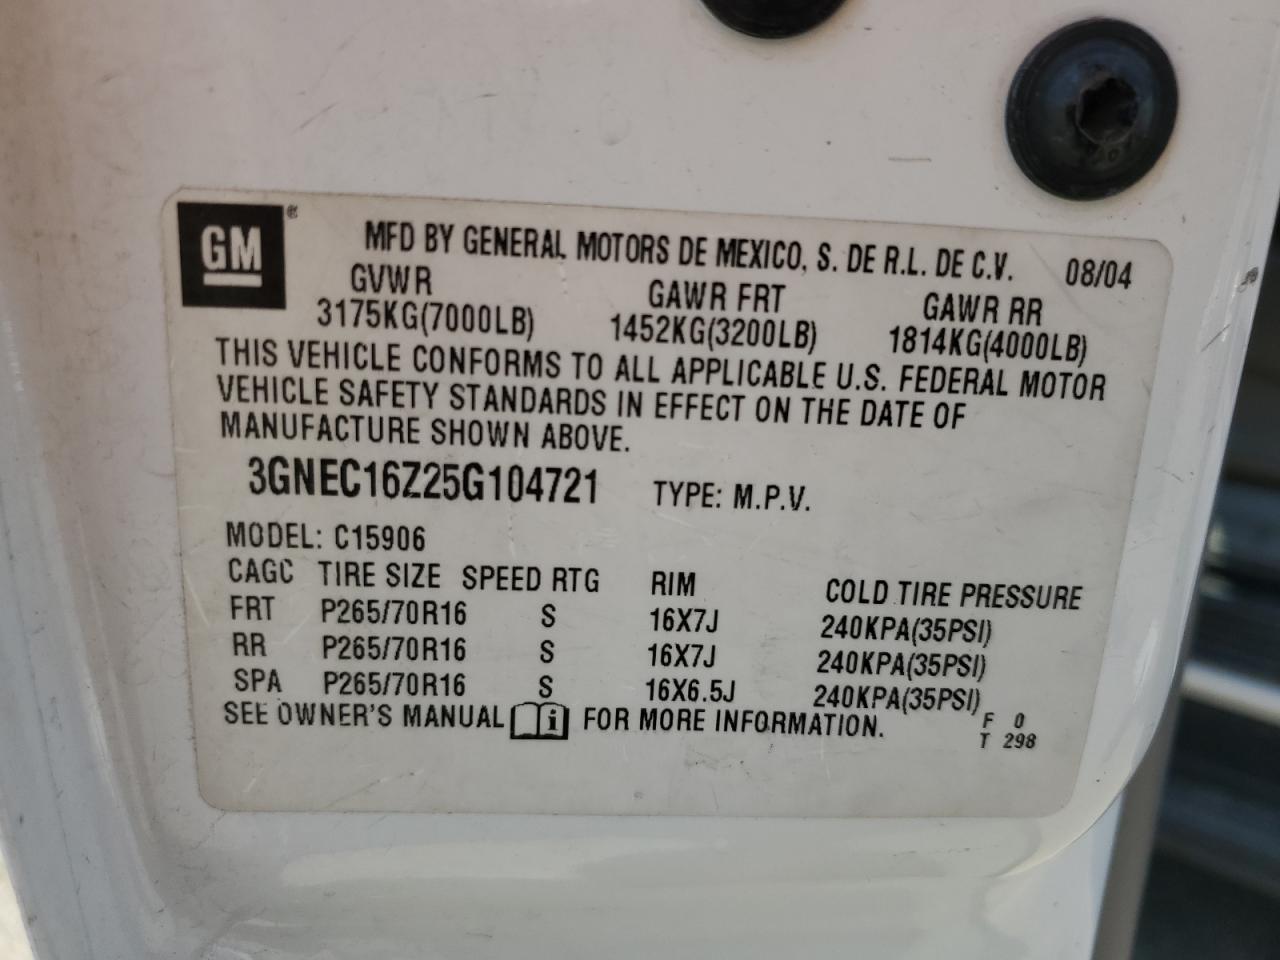 GM®
MFD BY GENERAL MOTORS DE MEXICO, S. DE R.L. DE C.V. 08/04
GVWR GAWR FRT GAWR RR
3175KG(7000LB) 1452KG(3200LB) 1814KG(4000LB)
THIS VEHICLE CONFORMS TO ALL APPLICABLE U.S. FEDERAL MOTOR
VEHICLE SAFETY STANDARDS IN EFFECT ON THE DATE OF
MANUFACTURE SHOWN ABOVE.
3GNEC16Z25G104721 TYPE: M.P.V.
MODEL: C15906
CAGC TIRE SIZE SPEED RTG RIM COLD TIRE PRESSURE
FRT P265/70R16 S 16X7J 240KPA(35PSI)
RR P265/70R16 S 16X7J 240KPA(35PSI)
SPA P265/70R16 S 16X6.5J 240KPA(35PSI)
SEE OWNER'S MANUAL i FOR MORE INFORMATION.
F 0
T 298